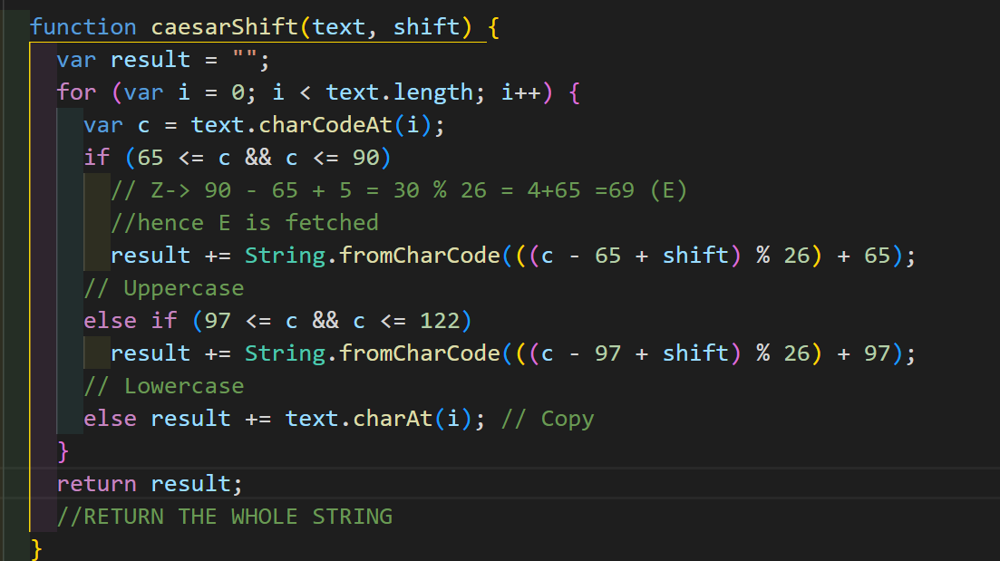 function caesarShift(text, shift) {
var result = "";
for (var i = 0; i < text.length; i++) {
var c = text.charCodeAt(i);
if (65 <= c && c <= 90)
// Z-> 90 - 65 + 5 = 30 % 26 = 4+65 =69 (E)
//hence E is fetched
result += String.fromCharCode(((c - 65 + shift) % 26) + 65);
// Uppercase
else if (97 <= c && c <= 122)
result += String.fromCharCode(((c - 97 + shift) % 26) + 97);
// Lowercase
else result += text.charAt(i); // Copy
}
return result;
//RETURN THE WHOLE STRING
}